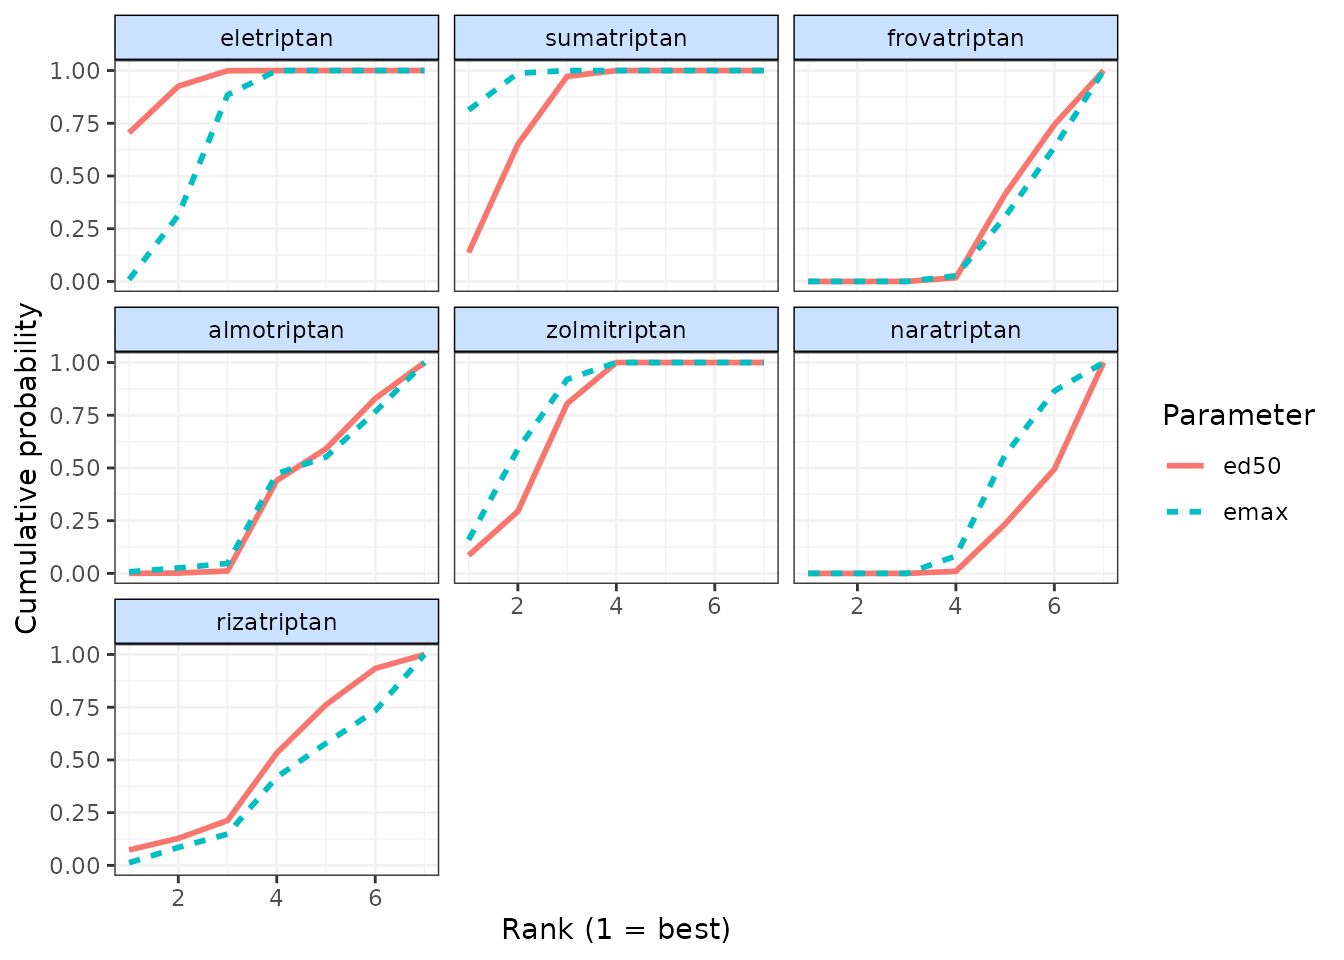 eletriptan
sumatriptan
frovatriptan
1.00
0.75
0.50
0.25
0.00
almotriptan
zolmitriptan
naratriptan
1.00
0.75
0.50
0.25
0.00
2 4 6
2 4 6
rizatriptan
1.00
0.75
0.50
0.25
0.00
2 4 6
Rank (1 = best)
Cumulative probability
Parameter
ed50
emax